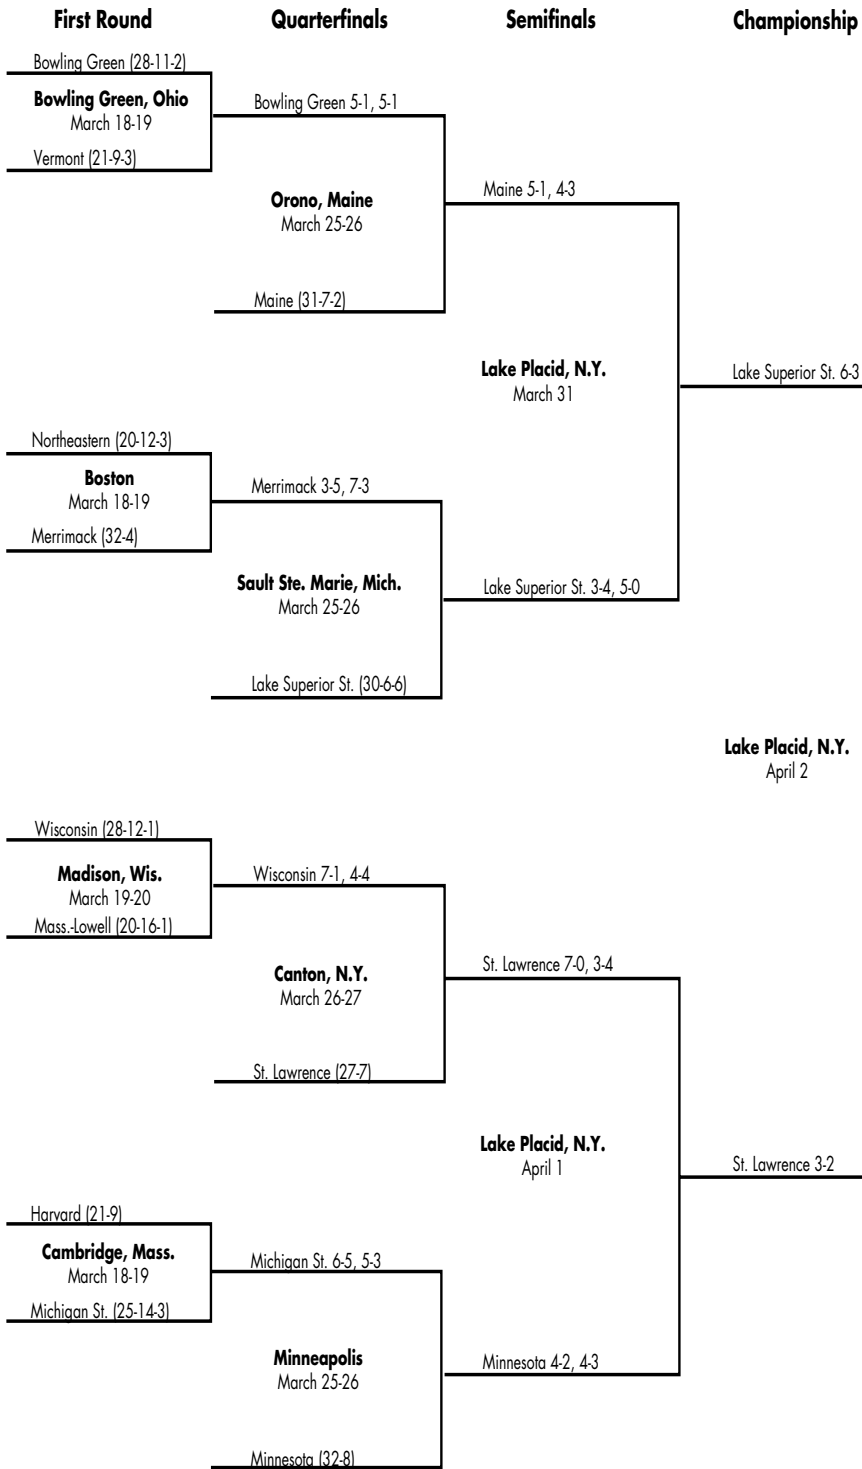 First Round Quarterfinals Semifinals Championship
Bowling Green (28-11-2)
Bowling Green, Ohio
March 18-19
Vermont (21-9-3)
Bowling Green 5-1, 5-1
Orono, Maine
March 25-26
Maine (31-7-2)
Maine 5-1, 4-3
Lake Placid, N.Y.
March 31
Lake Superior St. 6-3
Northeastern (20-12-3)
Boston
March 18-19
Merrimack (32-4)
Merrimack 3-5, 7-3
Sault Ste. Marie, Mich.
March 25-26
Lake Superior St. (30-6-6)
Lake Superior St. 3-4, 5-0
Lake Placid, N.Y.
April 2
Wisconsin (28-12-1)
Madison, Wis.
March 19-20
Mass.-Lowell (20-16-1)
Wisconsin 7-1, 4-4
Canton, N.Y.
March 26-27
St. Lawrence (27-7)
St. Lawrence 7-0, 3-4
Lake Placid, N.Y.
April 1
St. Lawrence 3-2
Harvard (21-9)
Cambridge, Mass.
March 18-19
Michigan St. (25-14-3)
Michigan St. 6-5, 5-3
Minneapolis
March 25-26
Minnesota (32-8)
Minnesota 4-2, 4-3